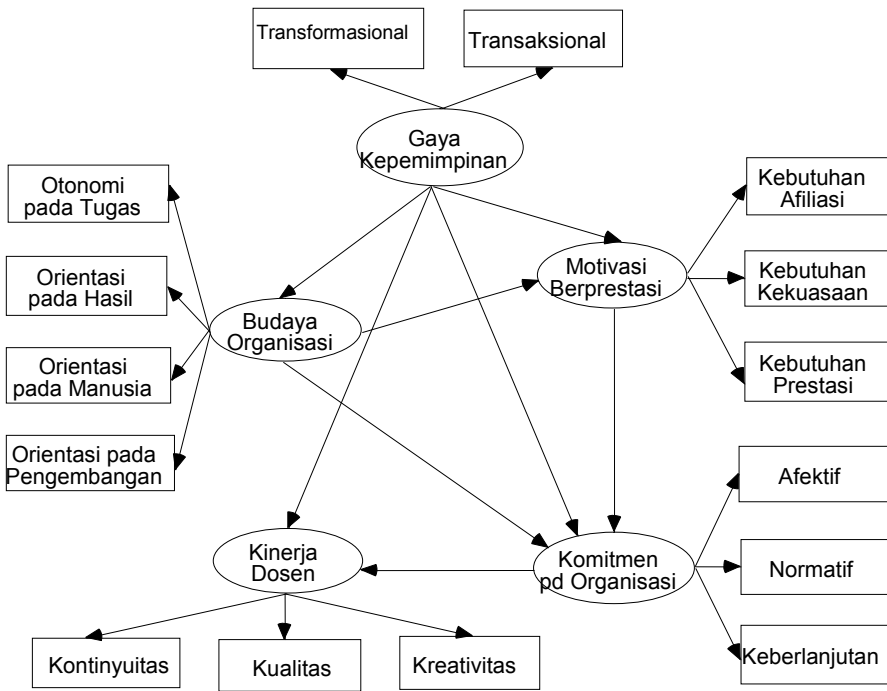 Transformasional
Transaksional
Gaya
Kepemimpinan
Otonomi
pada Tugas
Kebutuhan
Afiliasi
Orientasi
pada Hasil
Motivasi
Berprestasi
Kebutuhan
Kekuasaan
Budaya
Organisasi
Orientasi
pada Manusia
Kebutuhan
Prestasi
Orientasi pada
Pengembangan
Afektif
Kinerja
Dosen
Komitmen
pd Organisasi
Normatif
Kontinyuitas
Kualitas
Kreativitas
Keberlanjutan